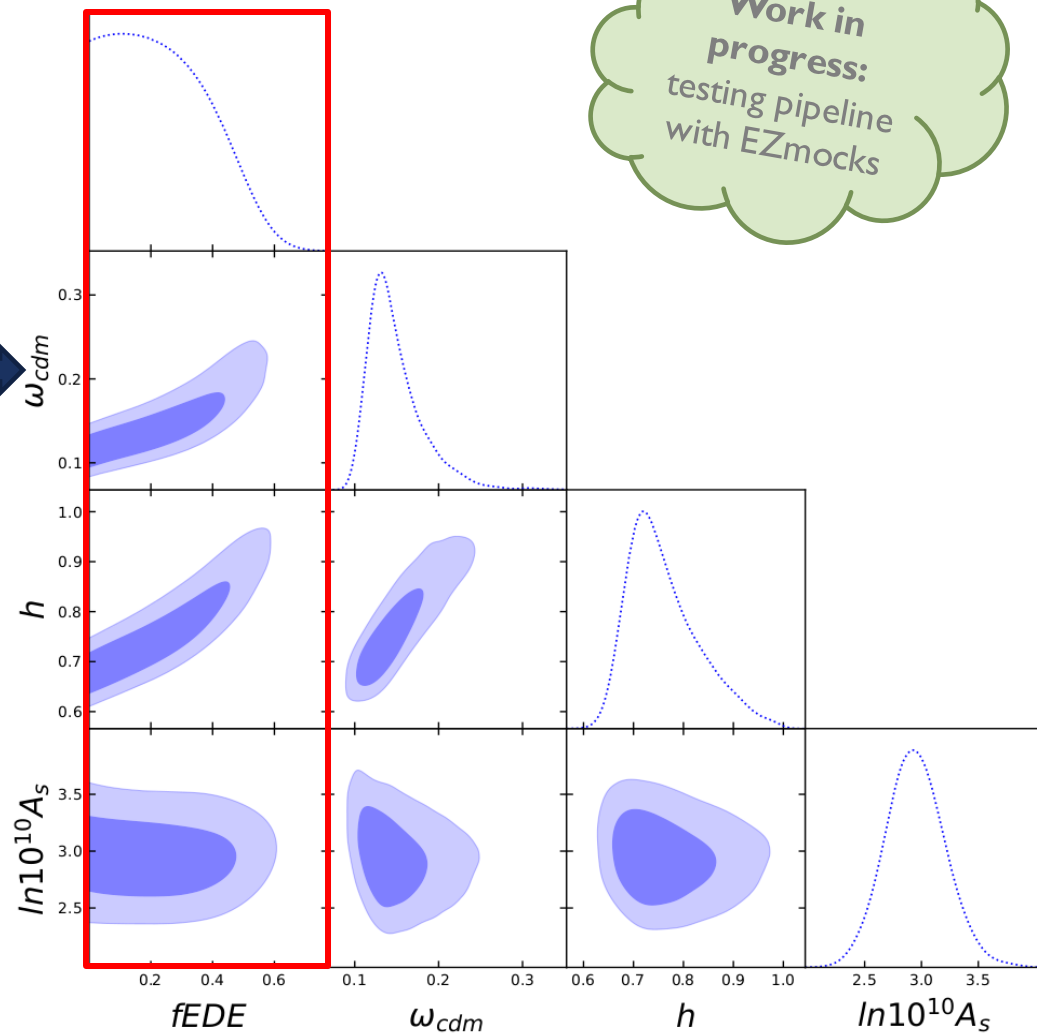 Work in
progress:
testing pipeline
with EZmocks
0.3
0.2
0.1
ω_cdm
1.0
0.9
0.8
0.7
0.6
h
3.5
3.0
2.5
ln10^10A_s
0.2 0.4 0.6
0.1 0.2 0.3
0.6 0.7 0.8 0.9 1.0
2.5 3.0 3.5
fEDE
ω_cdm
h
ln10^10A_s